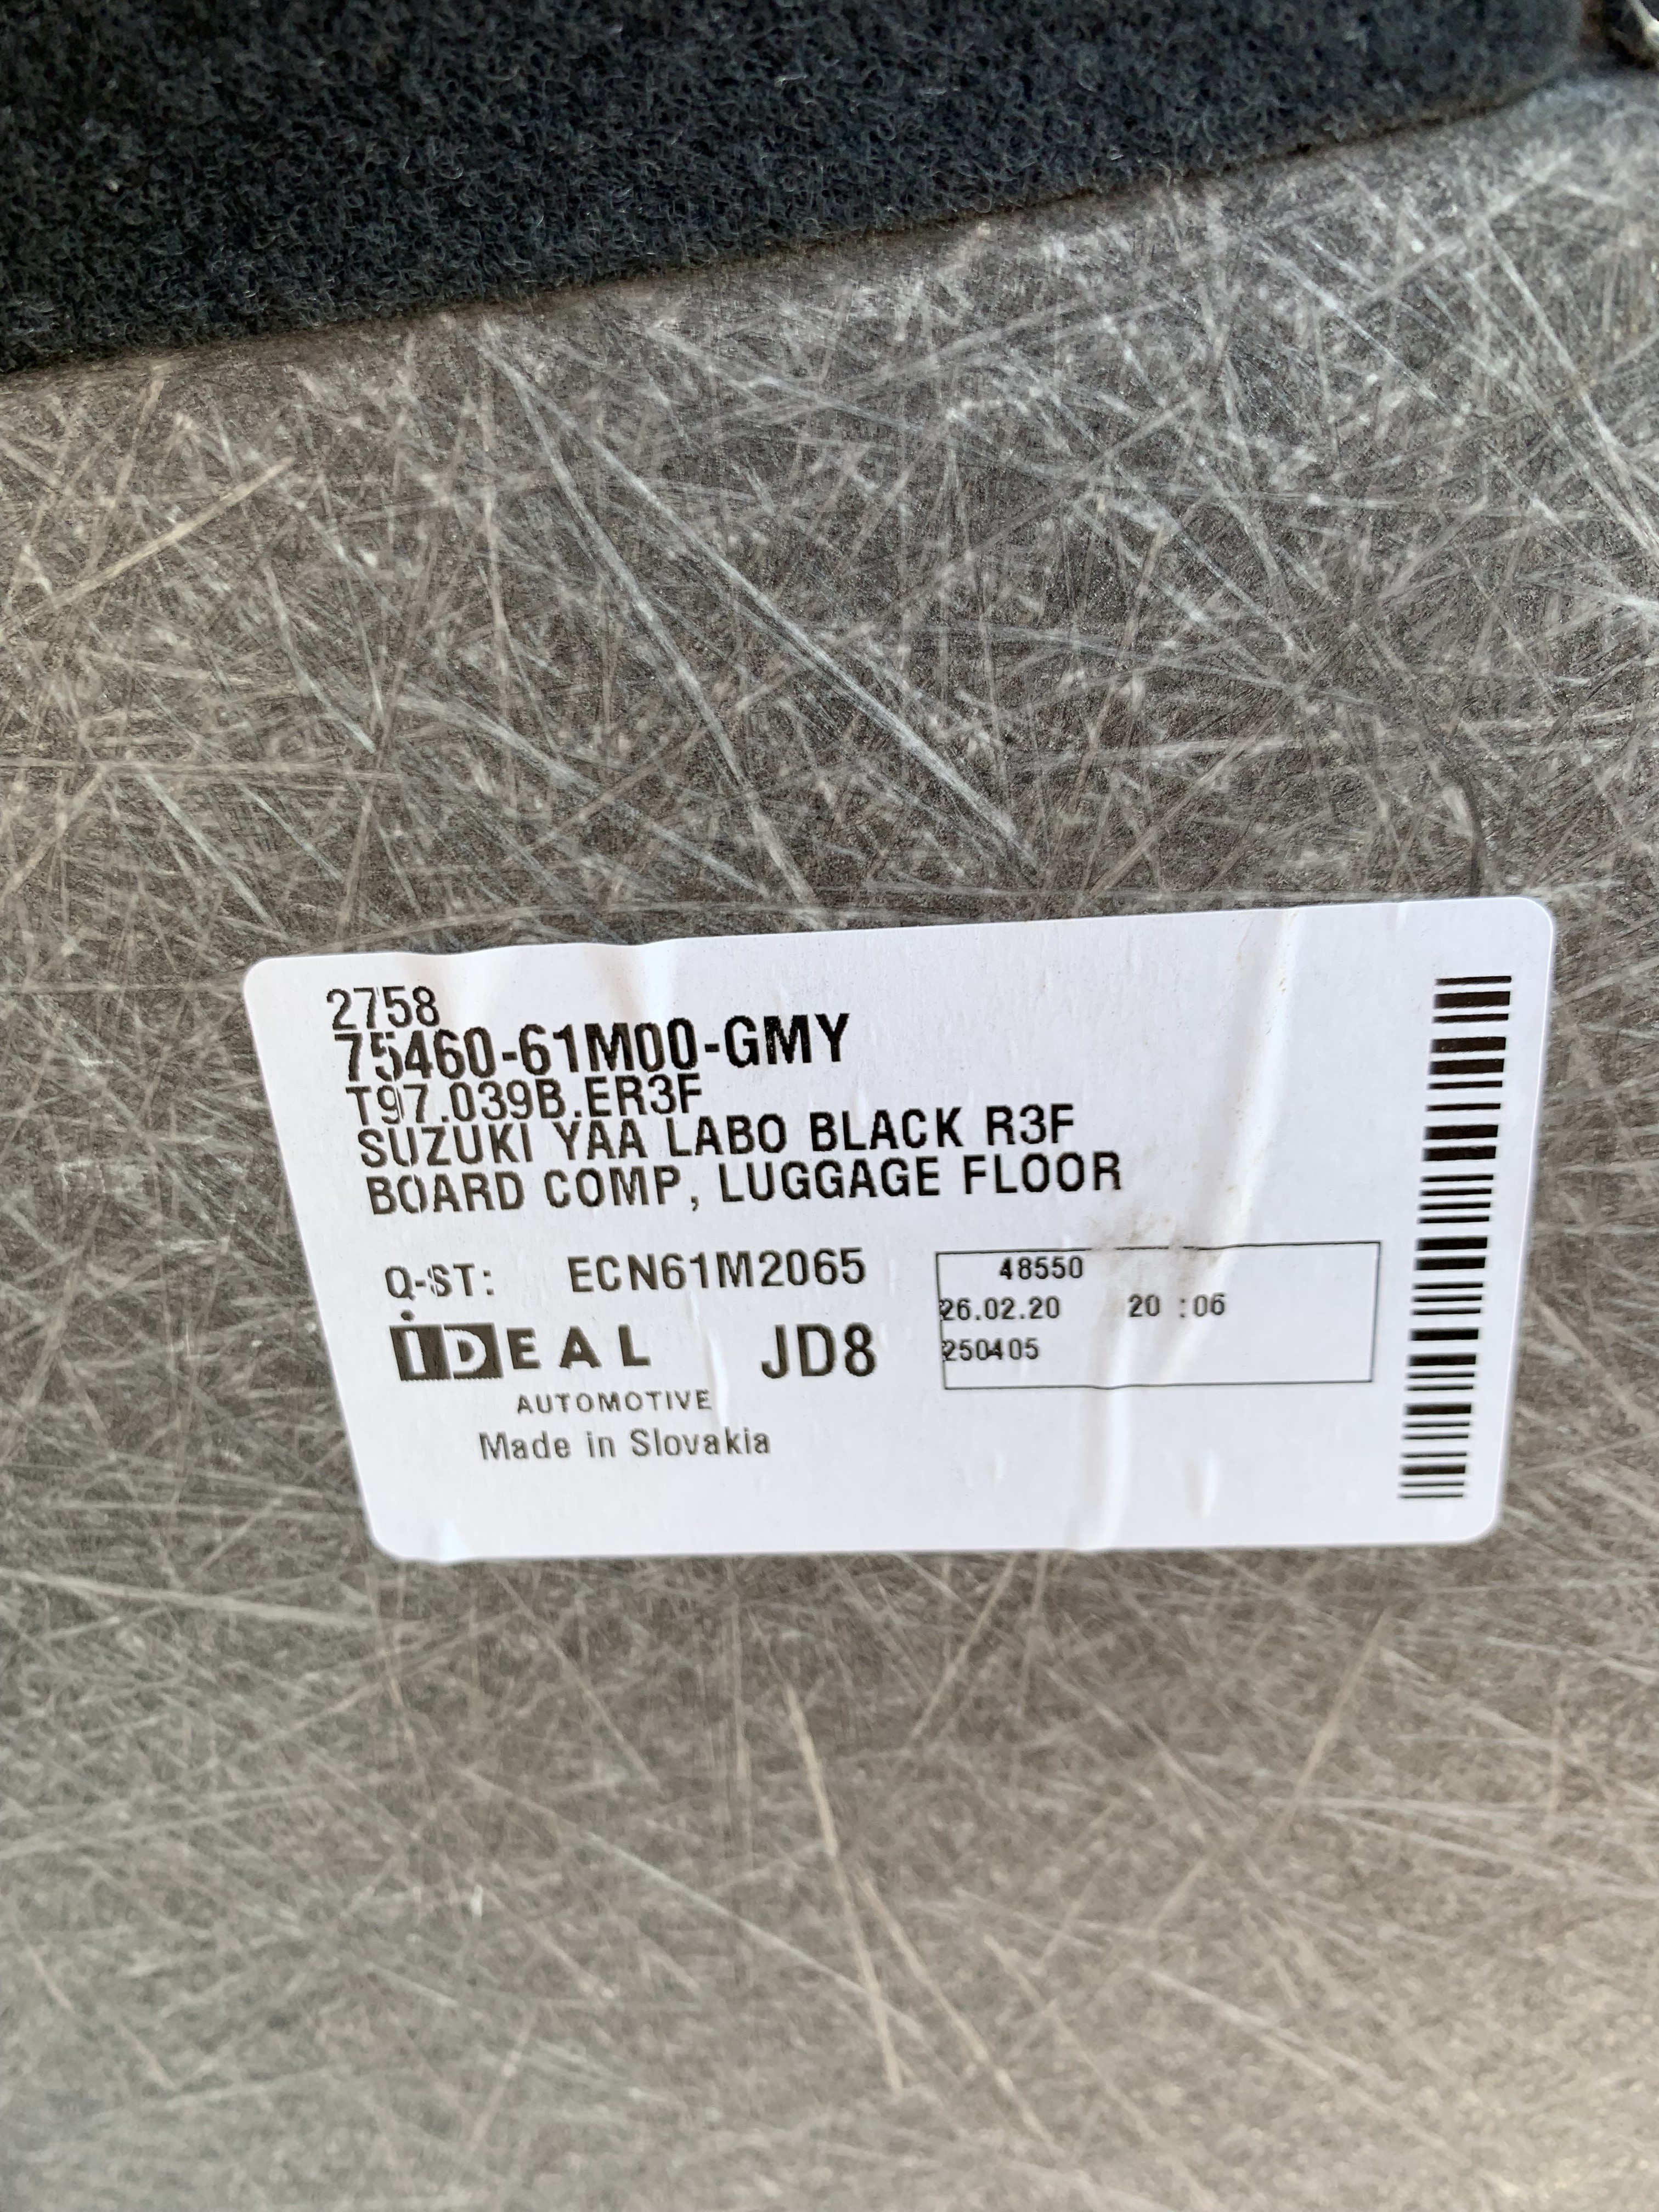 2758
75460-61M00-GMY
T97.039B.ER3F
SUZUKI YAA LABO BLACK R3F
BOARD COMP, LUGGAGE FLOOR
Q-ST: ECN61M2065
48550
26.02.20 20 :06
250405
iDEAL JD8
AUTOMOTIVE
Made in Slovakia